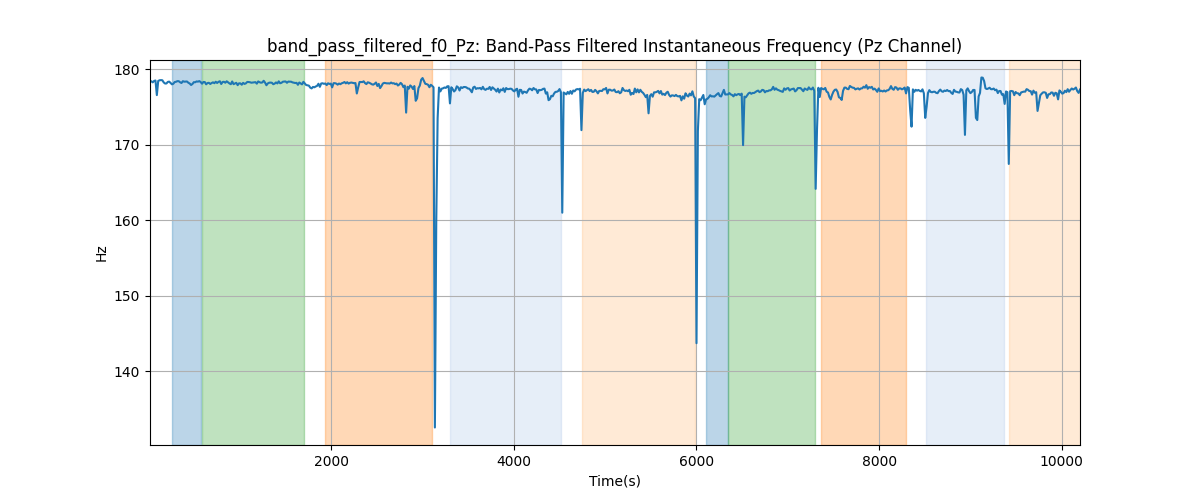 band_pass_filtered_f0_Pz: Band-Pass Filtered Instantaneous Frequency (Pz Channel)
180
170
160
150
140
Hz
2000 4000 6000 8000 10000
Time(s)